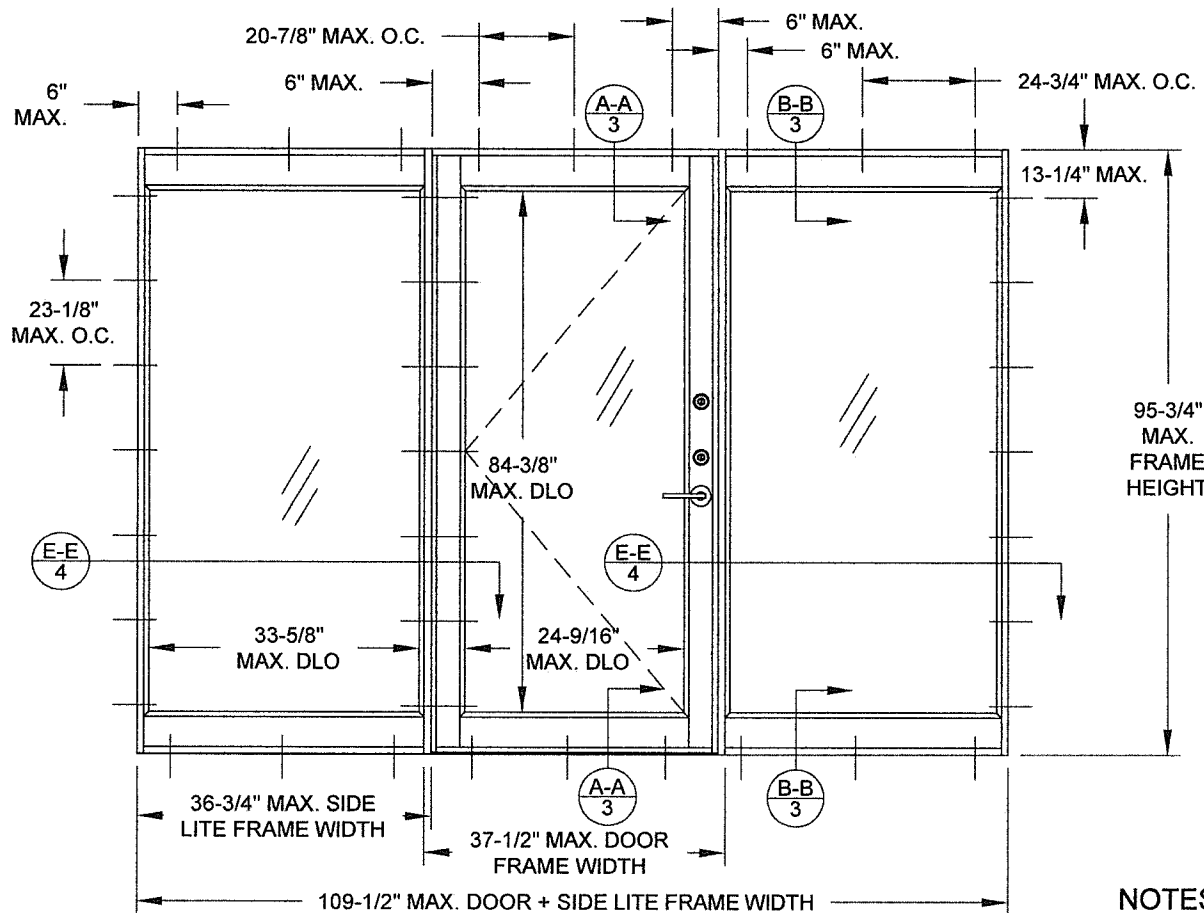 20-7/8" MAX. O.C.
6" MAX.
6" MAX.
6" MAX.
24-3/4" MAX. O.C.
6"
MAX.
A-A
3
B-B
3
13-1/4" MAX.
23-1/8"
MAX. O.C.
95-3/4"
MAX.
FRAME
HEIGHT
84-3/8"
MAX. DLO
E-E
4
E-E
4
33-5/8"
MAX. DLO
24-9/16"
MAX. DLO
A-A
3
B-B
3
36-3/4" MAX. SIDE
LITE FRAME WIDTH
37-1/2" MAX. DOOR
FRAME WIDTH
109-1/2" MAX. DOOR + SIDE LITE FRAME WIDTH
NOTES